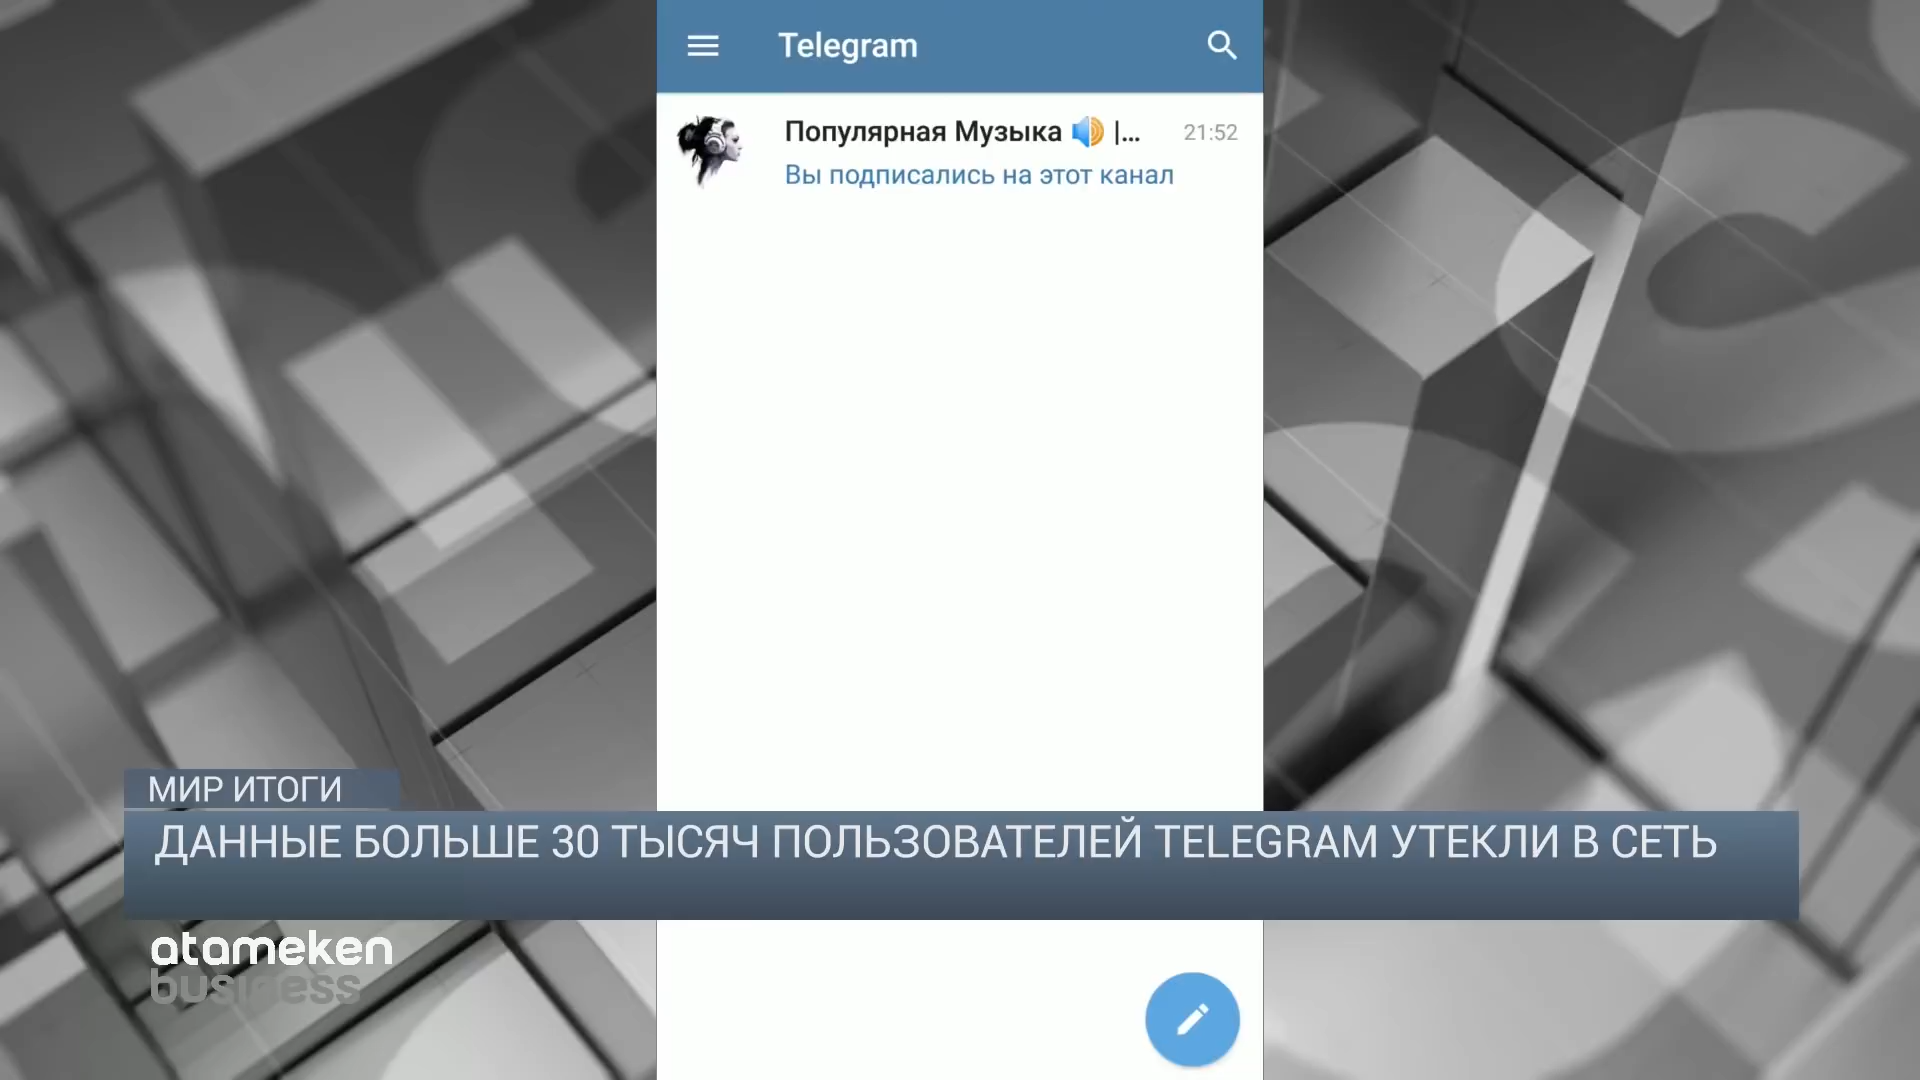 Telegram
Популярная Музыка 🔊 |...
21:52
Вы подписались на этот канал
МИР ИТОГИ
ДАННЫЕ БОЛЬШЕ 30 ТЫСЯЧ ПОЛЬЗОВАТЕЛЕЙ TELEGRAM УТЕКЛИ В СЕТЬ
atameken
business